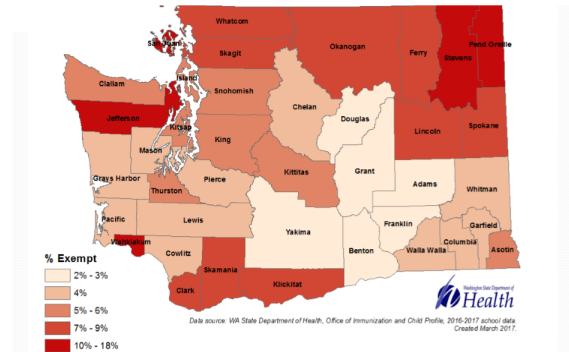 Whatcom
San Juan
Skagit
Okanogan
Ferry
Stevens
Pend Oreille
Island
Clallam
Snohomish
Chelan
Douglas
Jefferson
Kitsap
King
Lincoln
Spokane
Mason
Grays Harbor
Kittitas
Grant
Adams
Whitman
Thurston
Pierce
Pacific
Lewis
Yakima
Franklin
Garfield
Wahkiakum
Cowlitz
Benton
Walla Walla
Columbia
Asotin
Skamania
Clark
Klickitat
% Exempt
2% - 3%
4%
5% - 6%
7% - 9%
10% - 18%
Washington State Department of
Health
Data source: WA State Department of Health, Office of Immunization and Child Profile, 2016-2017 school data.
Created March 2017.